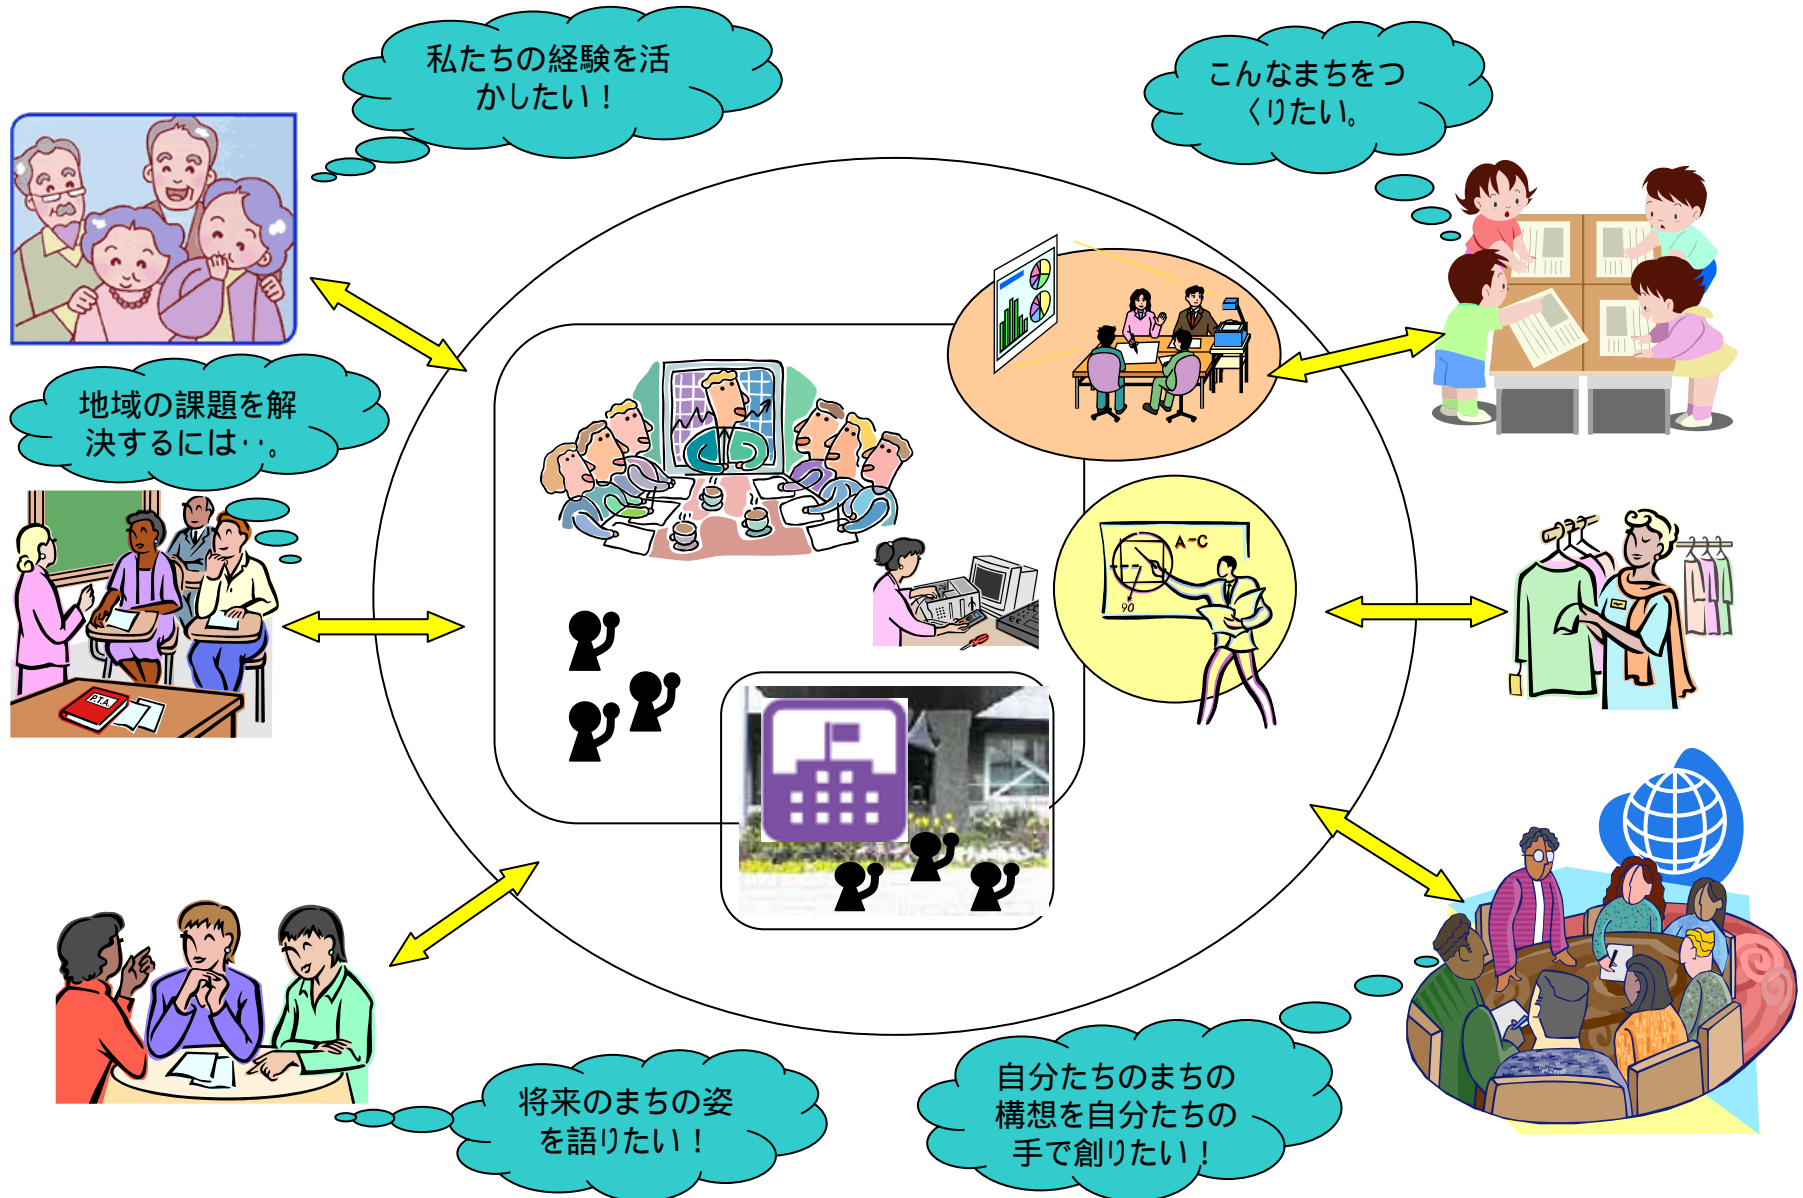 私たちの経験を活
かしたい！
こんなまちをつ
くりたい。
地域の課題を解
決するには‥。
P.T.A.
A-C
90
将来のまちの姿
を語りたい！
自分たちのまちの
構想を自分たちの
手で創りたい！